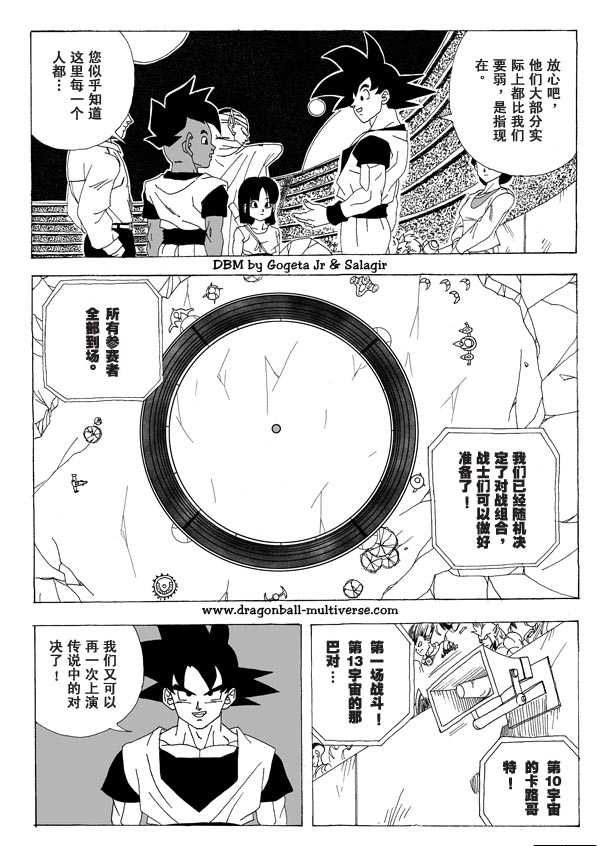 您似乎知道
这里每一个
人都…
放心吧，
他们大部分实
际上都比我们
要弱，是指现
在。
DBM by Gogeta Jr & Salagir
所有参赛者
全部到场。
我们已经随机决
定了对战组合，
战士们可以做好
准备了！
www.dragonball-multiverse.com
我们又可以
再一次上演
传说中的对
决了！
第一场战斗！
第13宇宙的那
巴对…
第10宇宙
的卡路哥
特！